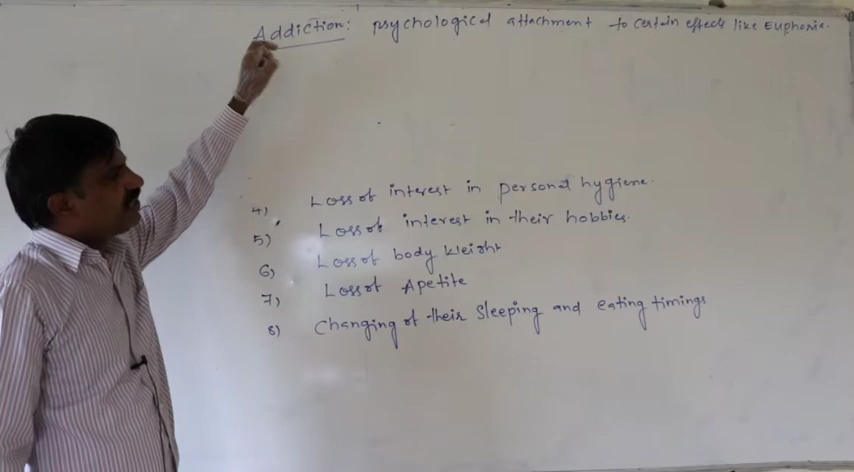 Addiction: psychological attachment to certain effects like Euphoria.
4) Loss of interest in personal hygiene.
5) Loss of interest in their hobbies.
6) Loss of body Weight
7) Loss of Apetite
8) Changing of their Sleeping and eating timings